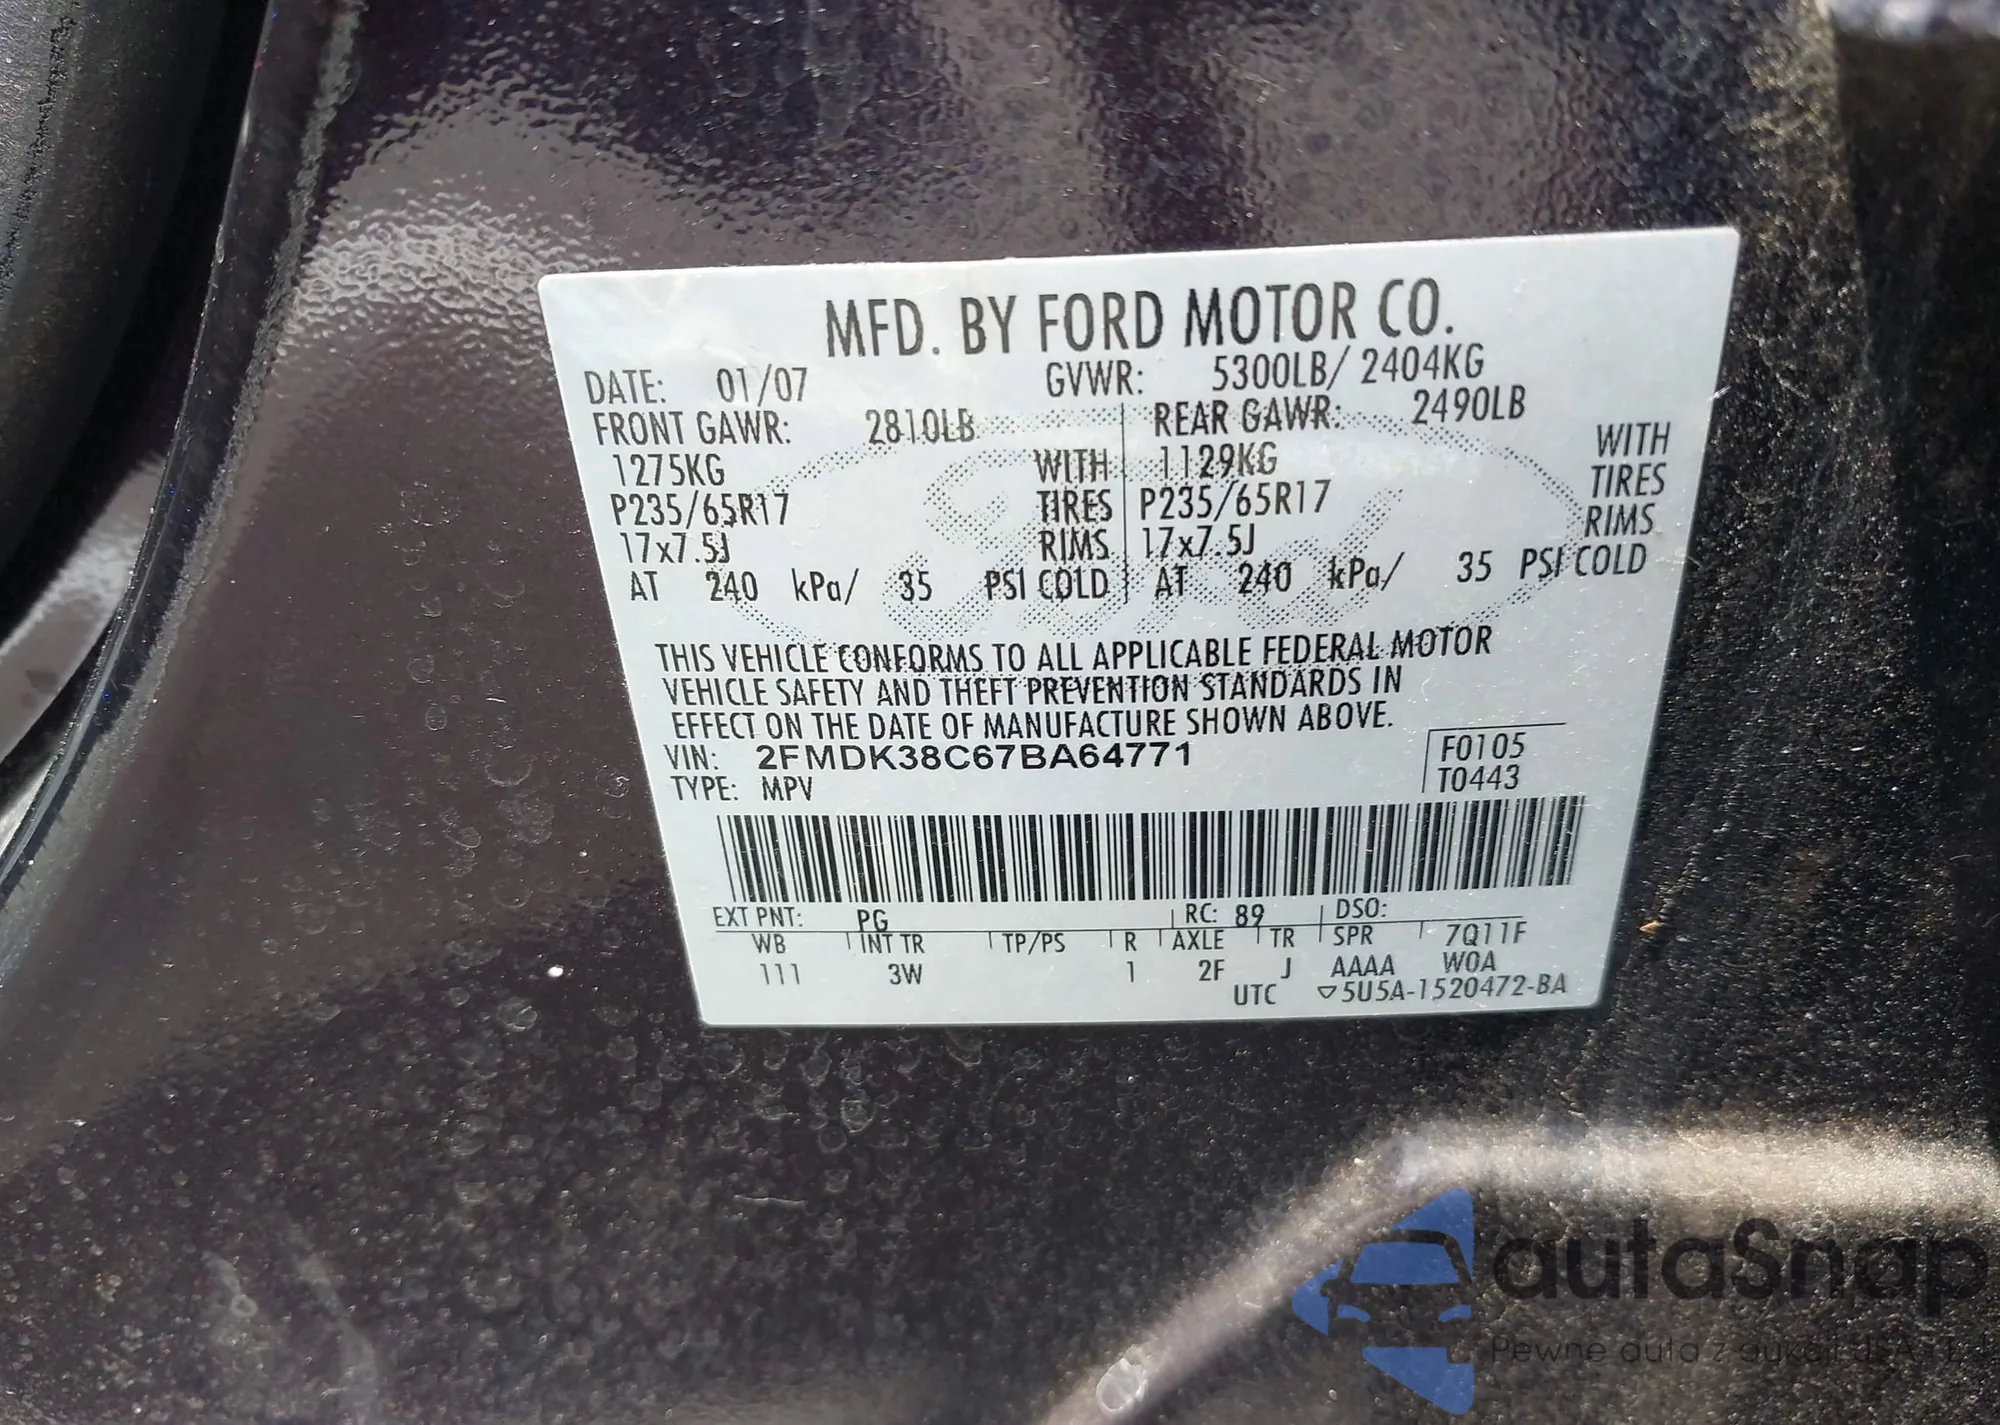 MFD. BY FORD MOTOR CO.
DATE: 01/07 GVWR: 5300LB/ 2404KG
FRONT GAWR: 2810LB REAR GAWR: 2490LB
1275KG WITH 1129KG WITH
P235/65R17 TIRES P235/65R17 TIRES
17x7.5J RIMS 17x7.5J RIMS
AT 240 kPa/ 35 PSI COLD AT 240 kPa/ 35 PSI COLD
THIS VEHICLE CONFORMS TO ALL APPLICABLE FEDERAL MOTOR
VEHICLE SAFETY AND THEFT PREVENTION STANDARDS IN
EFFECT ON THE DATE OF MANUFACTURE SHOWN ABOVE.
VIN: 2FMDK38C67BA64771 F0105
TYPE: MPV T0443
EXT PNT: PG RC: 89 DSO:
WB INT TR TP/PS R AXLE TR SPR 7Q11F
111 3W 1 2F J AAAA W0A
UTC ▽5U5A-1520472-BA
autaSnap
Pewne auta z aukcji USA